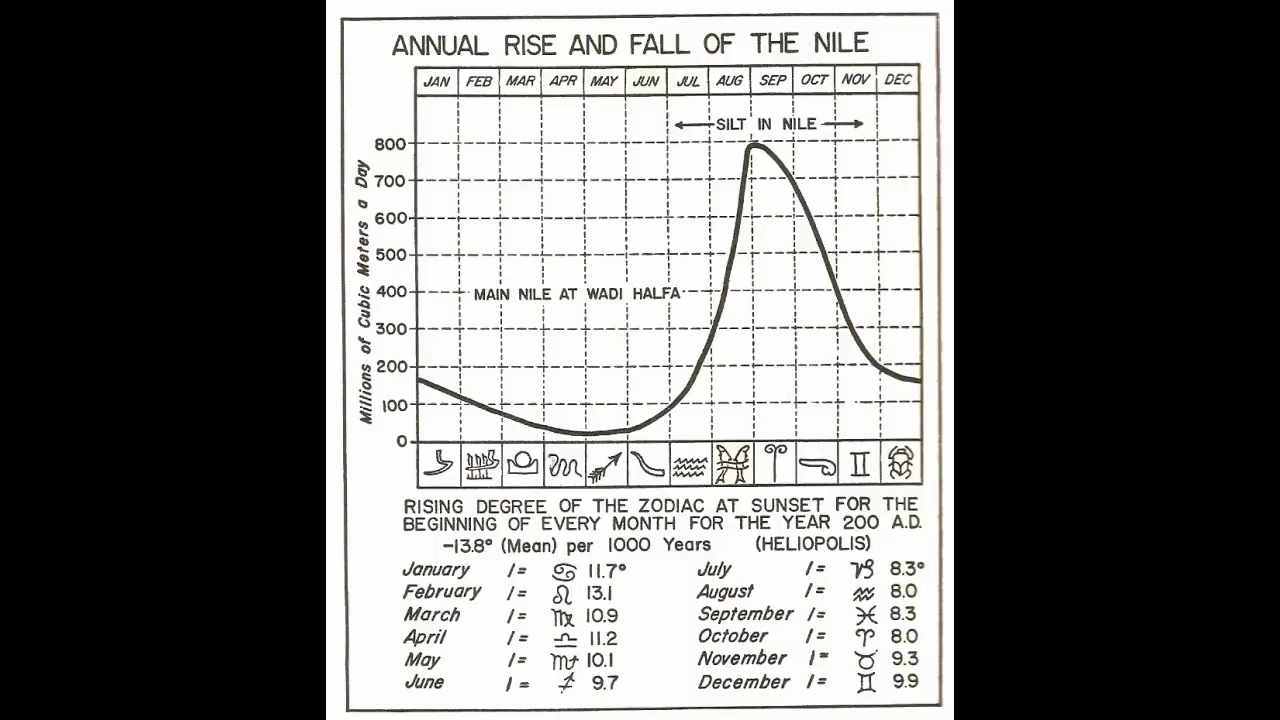 ANNUAL RISE AND FALL OF THE NILE
JAN FEB MAR APR MAY JUN JUL AUG SEP OCT NOV DEC
SILT IN NILE
800
700
600
500
400
300
200
100
0
Millions of Cubic Meters a Day
MAIN NILE AT WADI HALFA
RISING DEGREE OF THE ZODIAC AT SUNSET FOR THE
BEGINNING OF EVERY MONTH FOR THE YEAR 200 A.D.
-13.8° (Mean) per 1000 Years (HELIOPOLIS)
January 1= ♋ 11.7°
February 1= ♌ 13.1
March 1= ♍ 10.9
April 1= ♎ 11.2
May 1= ♏ 10.1
June 1= ♐ 9.7
July 1= ♑ 8.3°
August 1= ♒ 8.0
September 1= ♓ 8.3
October 1= ♈ 8.0
November 1= ♉ 9.3
December 1= ♊ 9.9